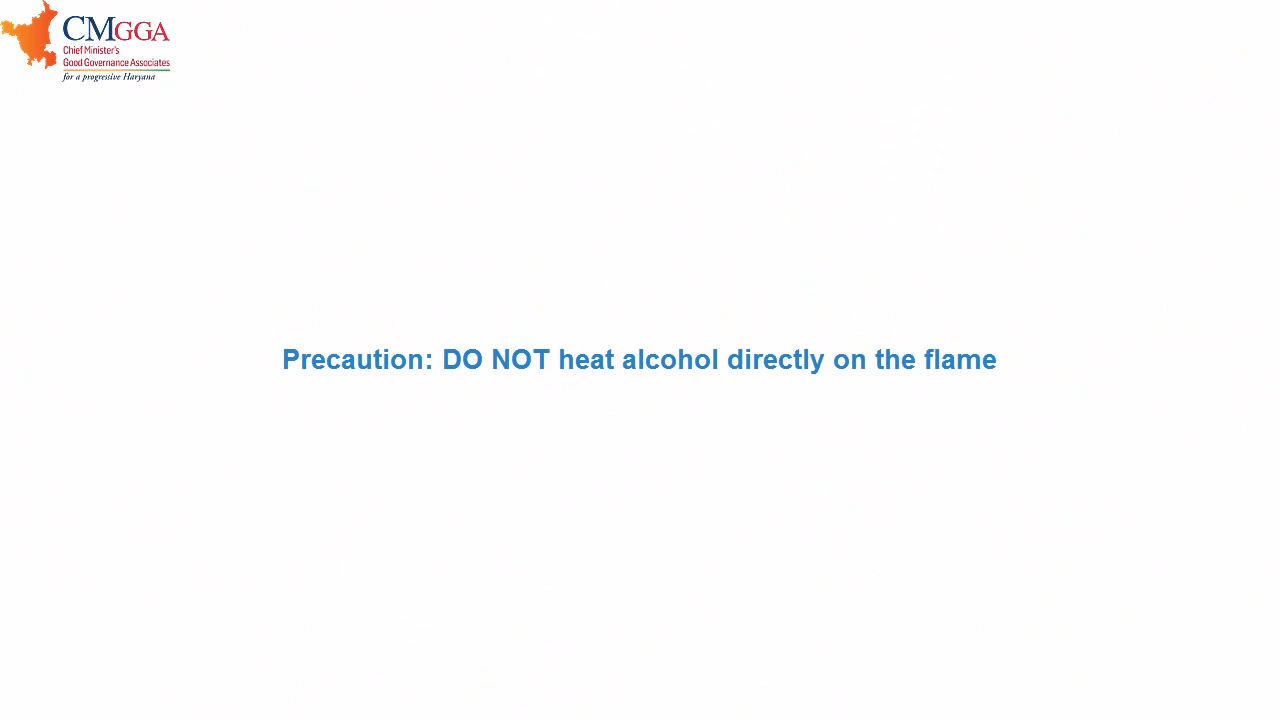 CMGGA
Chief Minister's
Good Governance Associates
for a progressive Haryana
Precaution: DO NOT heat alcohol directly on the flame